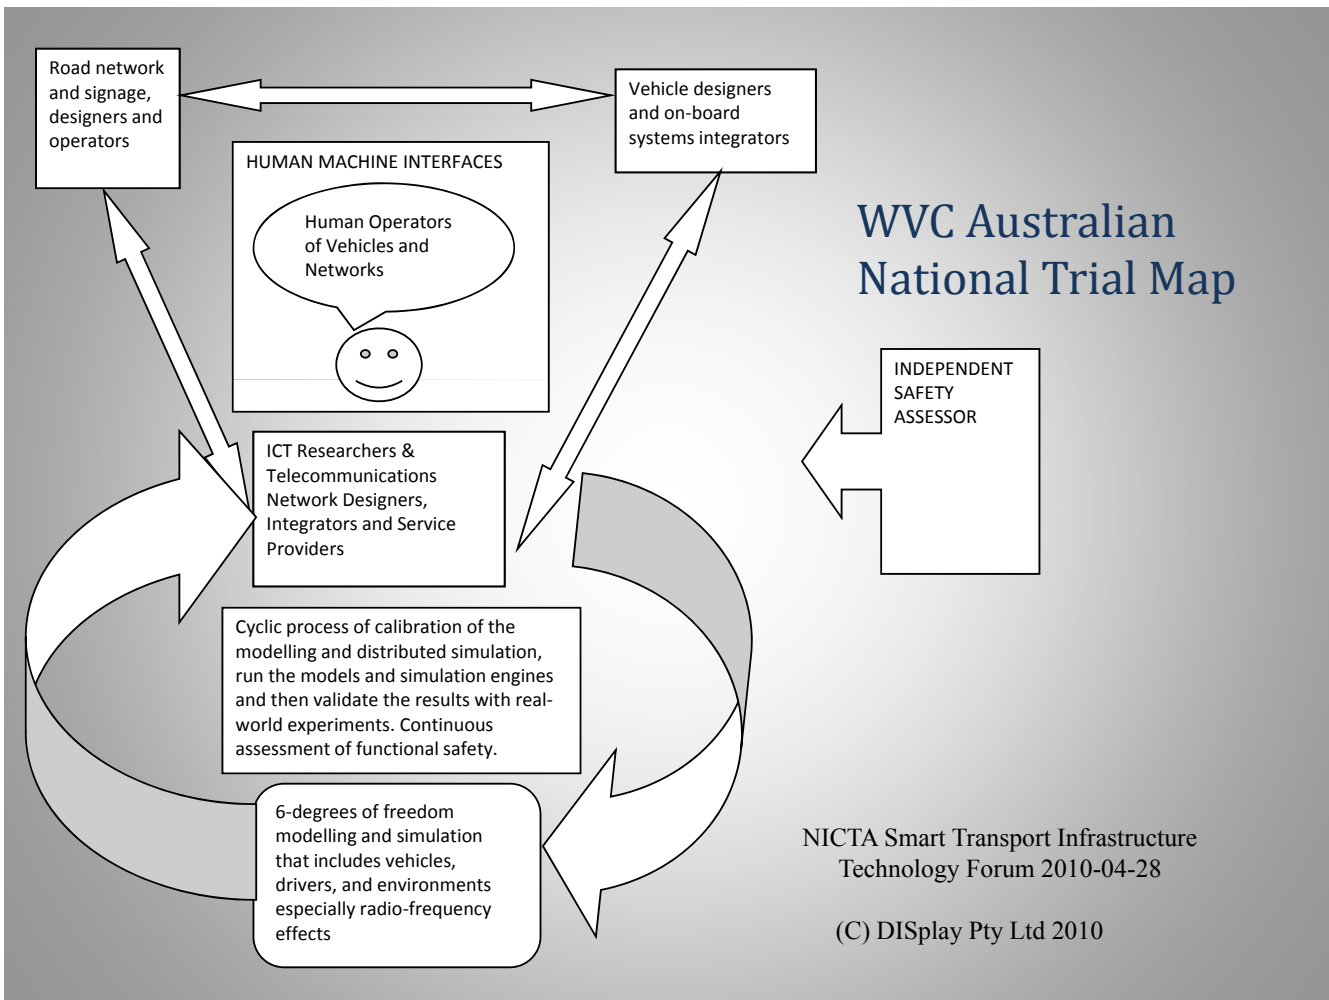 Road network
and signage,
designers and
operators
Vehicle designers
and on-board
systems integrators
HUMAN MACHINE INTERFACES
Human Operators
of Vehicles and
Networks
WVC Australian
National Trial Map
INDEPENDENT
SAFETY
ASSESSOR
ICT Researchers &
Telecommunications
Network Designers,
Integrators and Service
Providers
Cyclic process of calibration of the
modelling and distributed simulation,
run the models and simulation engines
and then validate the results with real-
world experiments. Continuous
assessment of functional safety.
6-degrees of freedom
modelling and simulation
that includes vehicles,
drivers, and environments
especially radio-frequency
effects
NICTA Smart Transport Infrastructure
Technology Forum 2010-04-28
(C) DISplay Pty Ltd 2010